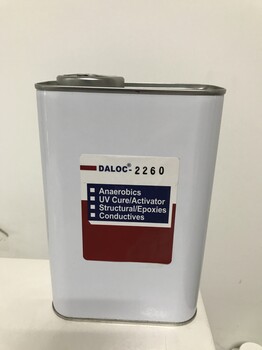 DALOC®-2260
Anaerobics
UV Cure/Activator
Structural/Epoxies
Conductives